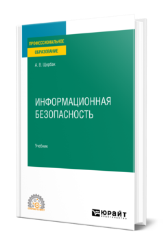 ПРОФЕССИОНАЛЬНОЕ
ОБРАЗОВАНИЕ
ИНФОРМАЦИОННАЯ
БЕЗОПАСНОСТЬ
Учебник
юрайт